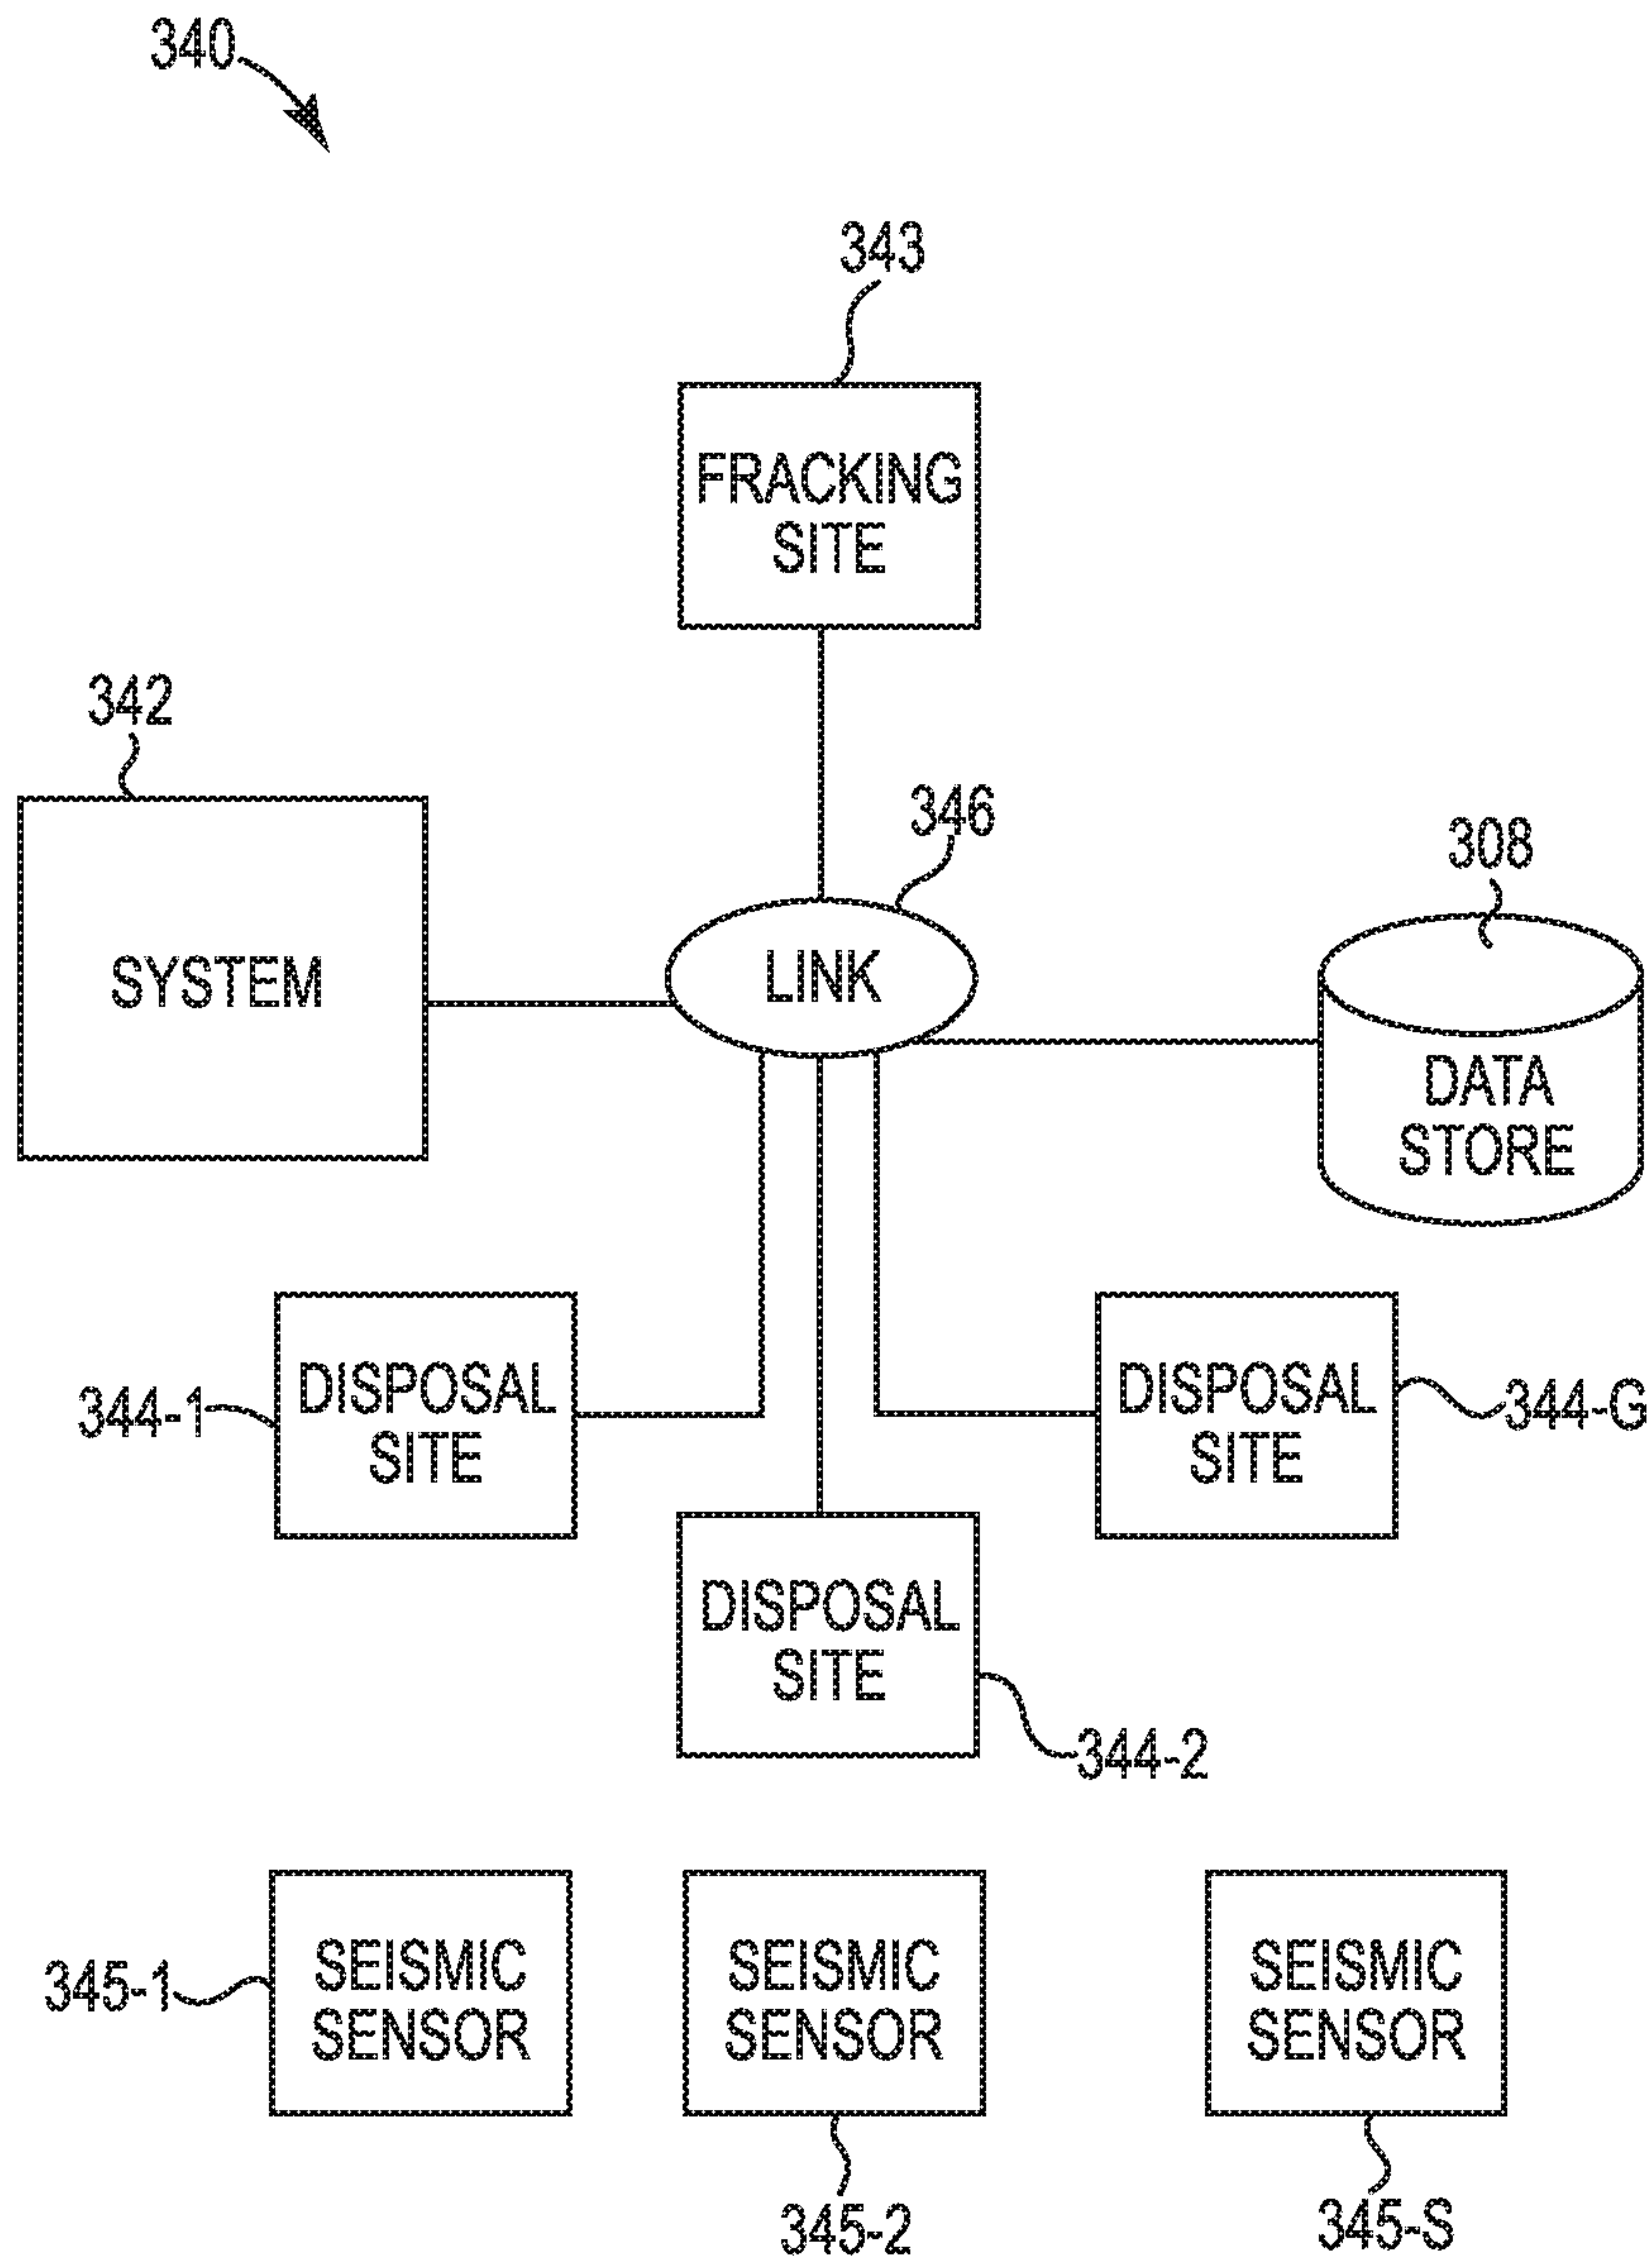 340
343
FRACKING
SITE
342
346
308
SYSTEM
LINK
DATA
STORE
344-1
DISPOSAL
SITE
DISPOSAL
SITE
344-G
DISPOSAL
SITE
344-2
345-1
SEISMIC
SENSOR
SEISMIC
SENSOR
SEISMIC
SENSOR
345-2
345-S